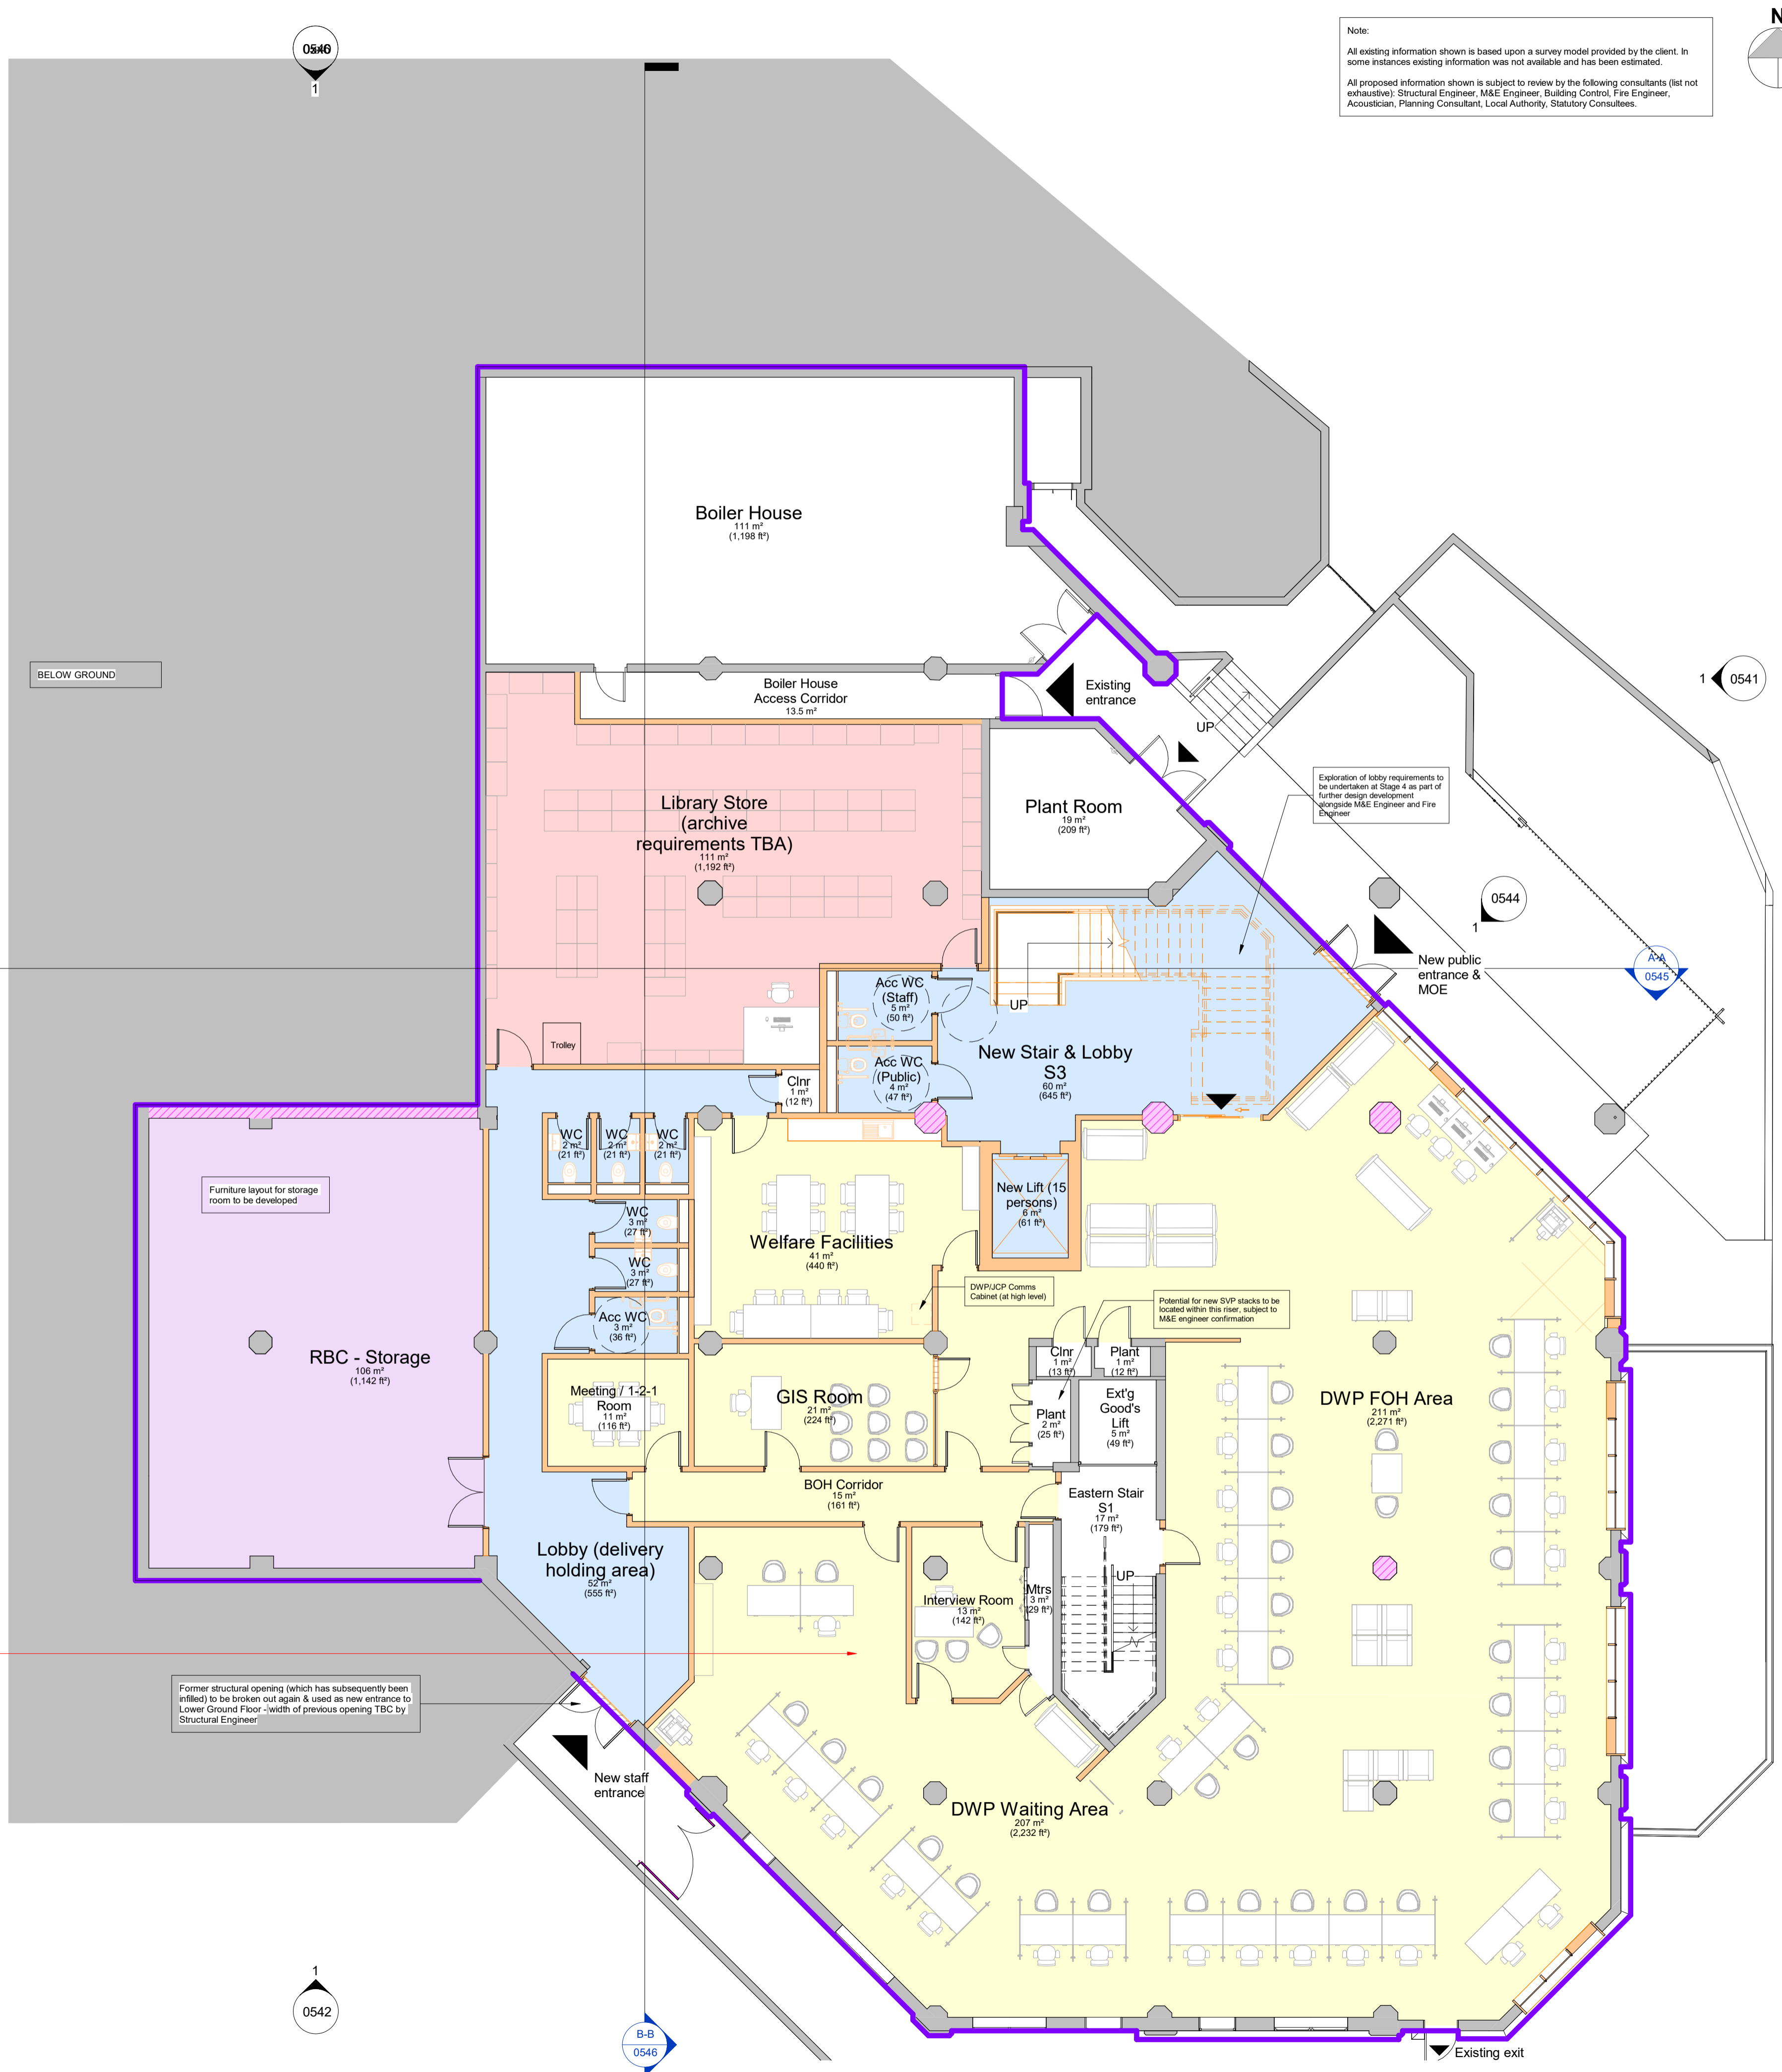 Note:
All existing information shown is based upon a survey model provided by the client. In
some instances existing information was not available and has been estimated.
All proposed information shown is subject to review by the following consultants (list not
exhaustive): Structural Engineer, M&E Engineer, Building Control, Fire Engineer,
Acoustician, Planning Consultant, Local Authority, Statutory Consultees.
N
1
BELOW GROUND
Boiler House
111 m²
(1,198 ft²)
Boiler House
Access Corridor
13.5 m²
Existing
entrance
UP
1
0541
Library Store
(archive
requirements TBA)
111 m²
(1,192 ft²)
Plant Room
19 m²
(209 ft²)
Exploration of lobby requirements to
be undertaken at Stage 4 as part of
further design development
alongside M&E Engineer and Fire
Engineer
0544
1
New public
entrance &
MOE
A-A
0545
Acc WC
(Staff)
5 m²
(50 ft²)
UP
Trolley
Acc WC
(Public)
4 m²
(47 ft²)
New Stair & Lobby
S3
60 m²
(645 ft²)
Clnr
1 m²
(12 ft²)
WC
2 m²
(21 ft²)
WC
2 m²
(21 ft²)
WC
2 m²
(21 ft²)
Furniture layout for storage
room to be developed
New Lift (15
persons)
6 m²
(61 ft²)
WC
3 m²
(27 ft²)
Welfare Facilities
41 m²
(440 ft²)
WC
3 m²
(27 ft²)
DWP/JCP Comms
Cabinet (at high level)
Potential for new SVP stacks to be
located within this riser, subject to
M&E engineer confirmation
Acc WC
3 m²
(36 ft²)
RBC - Storage
106 m²
(1,142 ft²)
Clnr
1 m²
(13 ft²)
Plant
1 m²
(12 ft²)
Meeting / 1-2-1
Room
11 m²
(116 ft²)
GIS Room
21 m²
(224 ft²)
Plant
2 m²
(25 ft²)
Ext'g
Good's
Lift
5 m²
(49 ft²)
DWP FOH Area
211 m²
(2,271 ft²)
BOH Corridor
15 m²
(161 ft²)
Eastern Stair
S1
17 m²
(179 ft²)
Lobby (delivery
holding area)
52 m²
(555 ft²)
UP
Interview Room
13 m²
(142 ft²)
Mtrs
3 m²
(29 ft²)
Former structural opening (which has subsequently been
infilled) to be broken out again & used as new entrance to
Lower Ground Floor - width of previous opening TBC by
Structural Engineer
New staff
entrance
DWP Waiting Area
207 m²
(2,232 ft²)
1
0542
B-B
0546
Existing exit